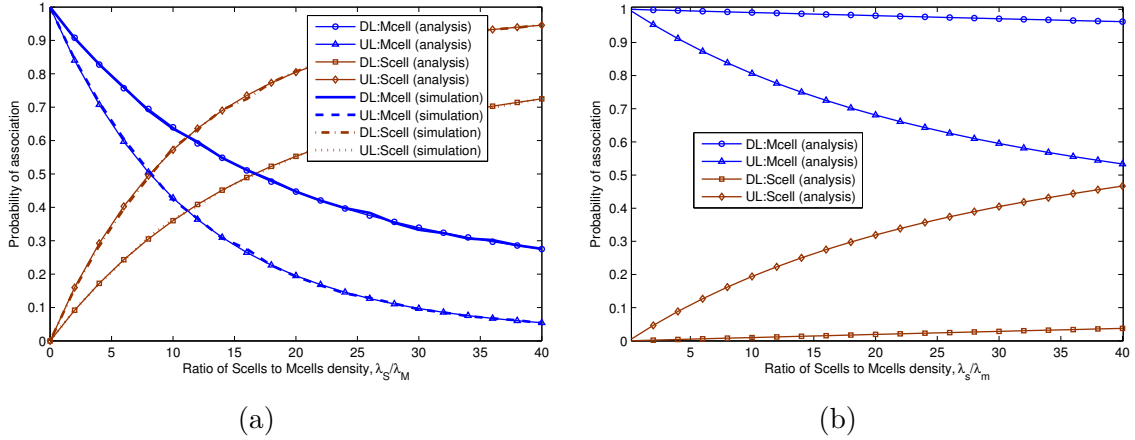 1
0.9
0.8
0.7
0.6
0.5
0.4
0.3
0.2
0.1
0
Probability of association
0 5 10 15 20 25 30 35 40
Ratio of Scells to Mcells density, λS/λM
DL:Mcell (analysis)
UL:Mcell (analysis)
DL:Scell (analysis)
UL:Scell (analysis)
DL:Mcell (simulation)
UL:Mcell (simulation)
DL:Scell (simulation)
UL:Scell (simulation)
(a)
1
0.9
0.8
0.7
0.6
0.5
0.4
0.3
0.2
0.1
0
Probability of association
5 10 15 20 25 30 35 40
Ratio of Scells to Mcells density, λs/λm
DL:Mcell (analysis)
UL:Mcell (analysis)
DL:Scell (analysis)
UL:Scell (analysis)
(b)